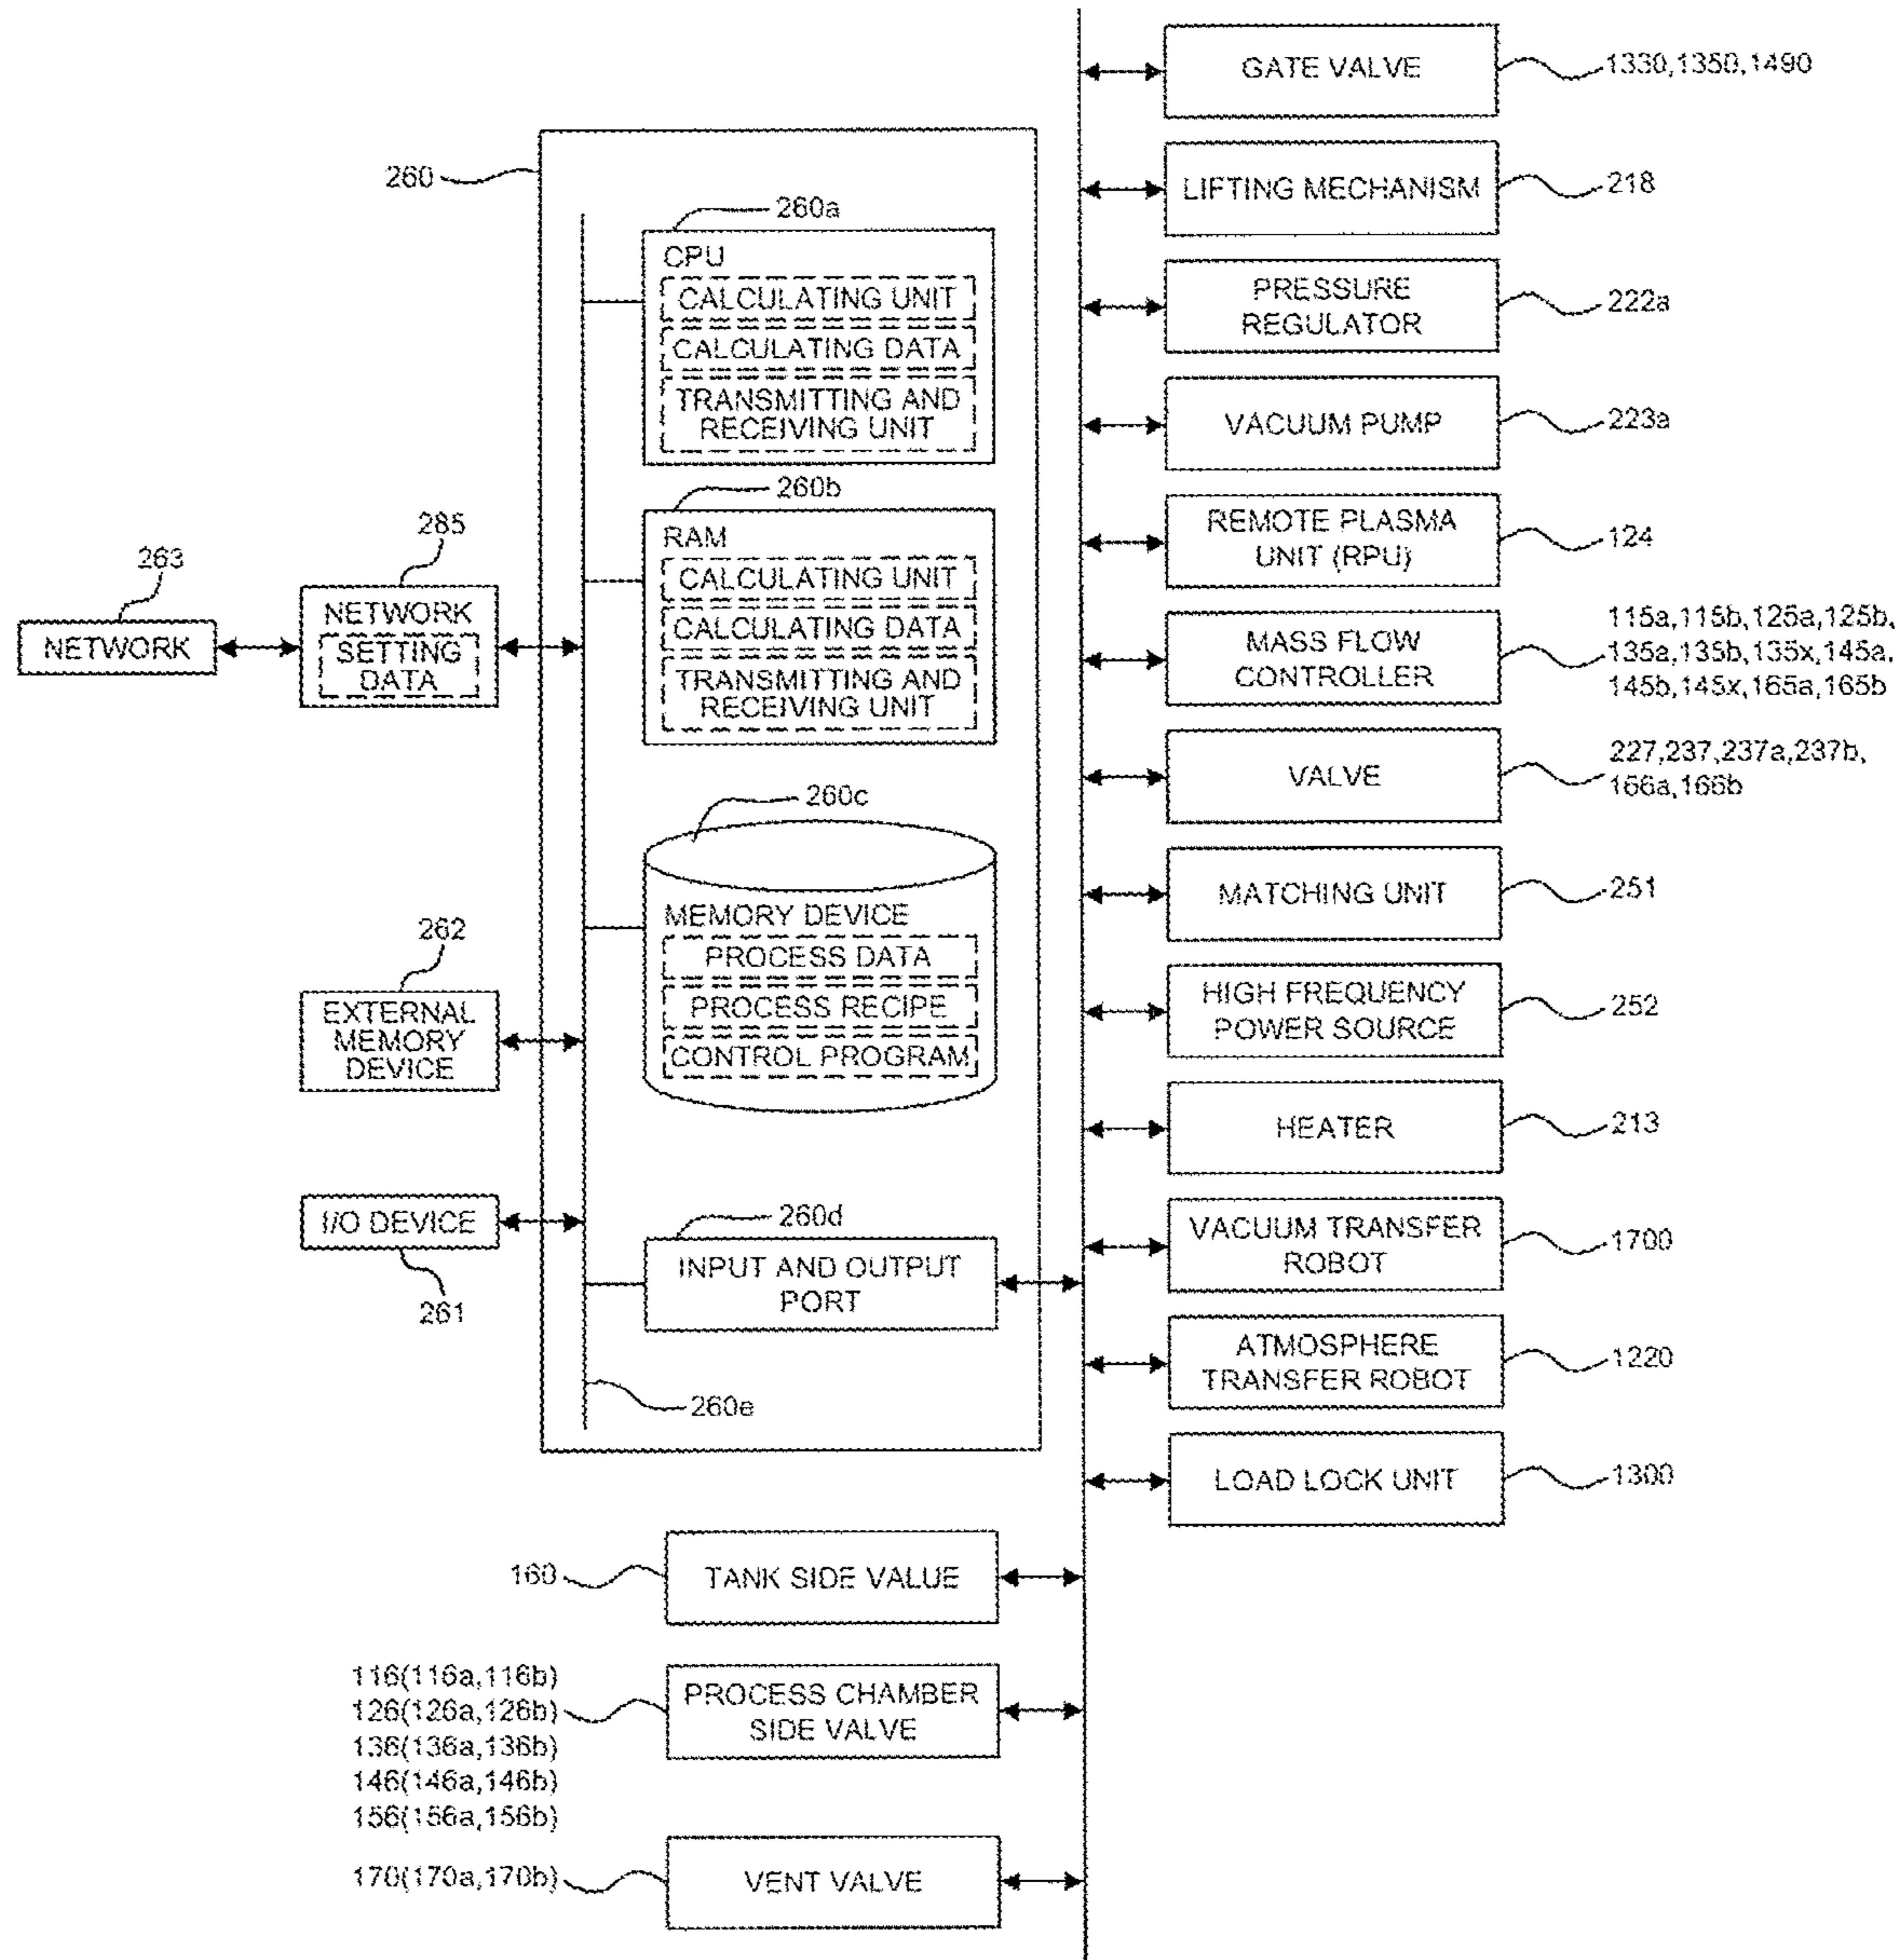 GATE VALVE
1330,1350,1490
LIFTING MECHANISM
218
PRESSURE
REGULATOR
222a
VACUUM PUMP
223a
REMOTE PLASMA
UNIT (RPU)
124
MASS FLOW
CONTROLLER
115a,115b,125a,125b,
135a,135b,135x,145a,
145b,145x,165a,165b
VALVE
227,237,237a,237b,
166a,166b
MATCHING UNIT
251
HIGH FREQUENCY
POWER SOURCE
252
HEATER
213
VACUUM TRANSFER
ROBOT
1700
ATMOSPHERE
TRANSFER ROBOT
1220
LOAD LOCK UNIT
1300
260
260a
CPU
CALCULATING UNIT
CALCULATING DATA
TRANSMITTING AND
RECEIVING UNIT
260b
RAM
CALCULATING UNIT
CALCULATING DATA
TRANSMITTING AND
RECEIVING UNIT
260c
MEMORY DEVICE
PROCESS DATA
PROCESS RECIPE
CONTROL PROGRAM
260d
INPUT AND OUTPUT
PORT
260e
263
NETWORK
285
NETWORK
SETTING
DATA
262
EXTERNAL
MEMORY
DEVICE
I/O DEVICE
261
160
TANK SIDE VALUE
116(116a,116b)
126(126a,126b)
136(136a,136b)
146(146a,146b)
156(156a,156b)
PROCESS CHAMBER
SIDE VALVE
170(170a,170b)
VENT VALVE